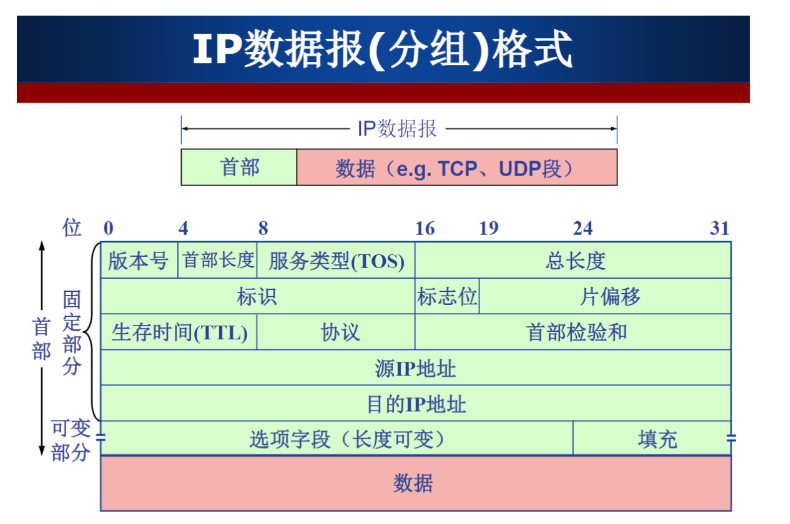 IP数据报(分组)格式
IP数据报
首部 数据（e.g. TCP、UDP段）
位 0 4 8 16 19 24 31
版本号 首部长度 服务类型(TOS) 总长度
标识 标志位 片偏移
生存时间(TTL) 协议 首部检验和
源IP地址
目的IP地址
选项字段（长度可变） 填充
数据
首部
固定部分
可变部分